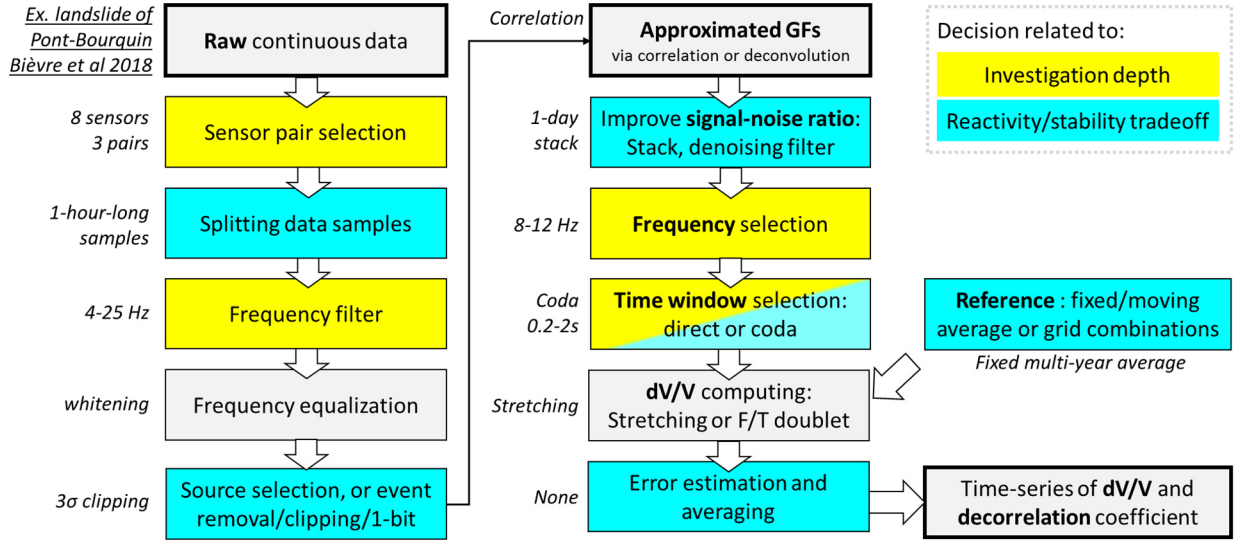 Ex. landslide of
Pont-Bourquin
Bièvre et al 2018
Raw continuous data
8 sensors
3 pairs
Sensor pair selection
1-hour-long
samples
Splitting data samples
4-25 Hz
Frequency filter
whitening
Frequency equalization
3σ clipping
Source selection, or event
removal/clipping/1-bit
Correlation
Approximated GFs
via correlation or deconvolution
1-day
stack
Improve signal-noise ratio:
Stack, denoising filter
8-12 Hz
Frequency selection
Coda
0.2-2s
Time window selection:
direct or coda
Stretching
dV/V computing:
Stretching or F/T doublet
None
Error estimation and
averaging
Decision related to:
Investigation depth
Reactivity/stability tradeoff
Reference : fixed/moving
average or grid combinations
Fixed multi-year average
Time-series of dV/V and
decorrelation coefficient